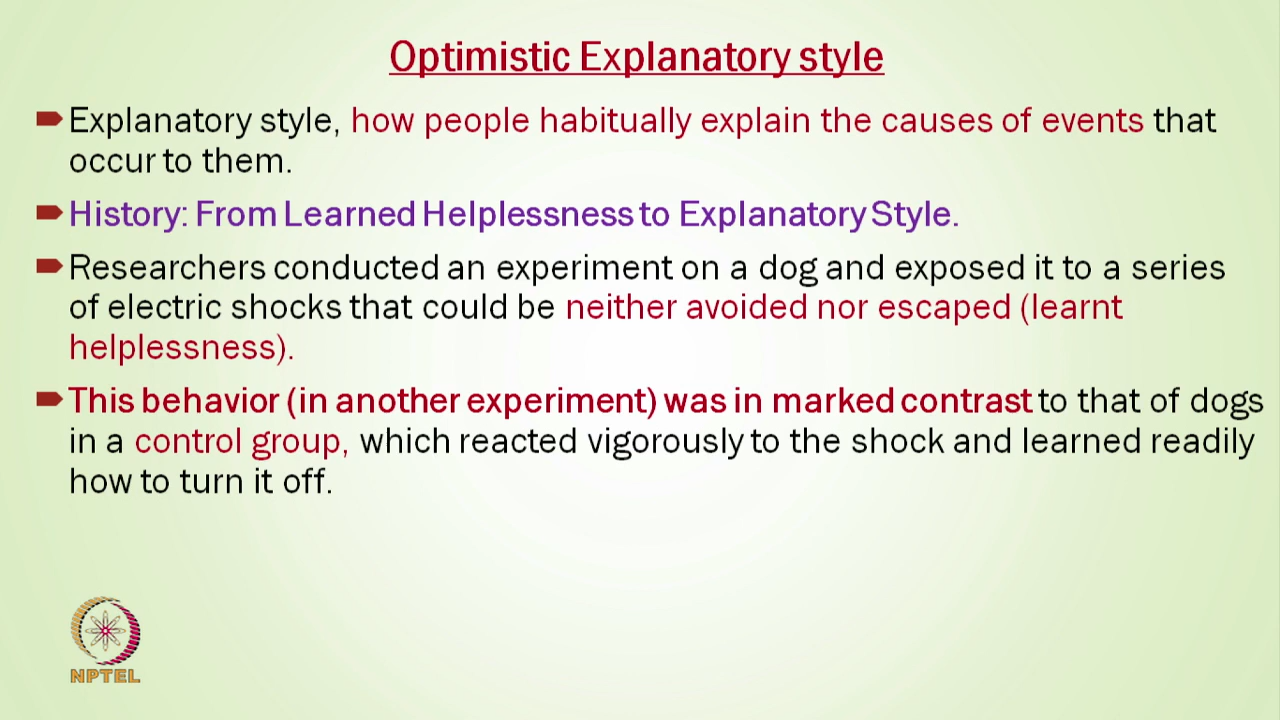 Optimistic Explanatory style
Explanatory style, how people habitually explain the causes of events that
occur to them.
History: From Learned Helplessness to Explanatory Style.
Researchers conducted an experiment on a dog and exposed it to a series
of electric shocks that could be neither avoided nor escaped (learnt
helplessness).
This behavior (in another experiment) was in marked contrast to that of dogs
in a control group, which reacted vigorously to the shock and learned readily
how to turn it off.
NPTEL